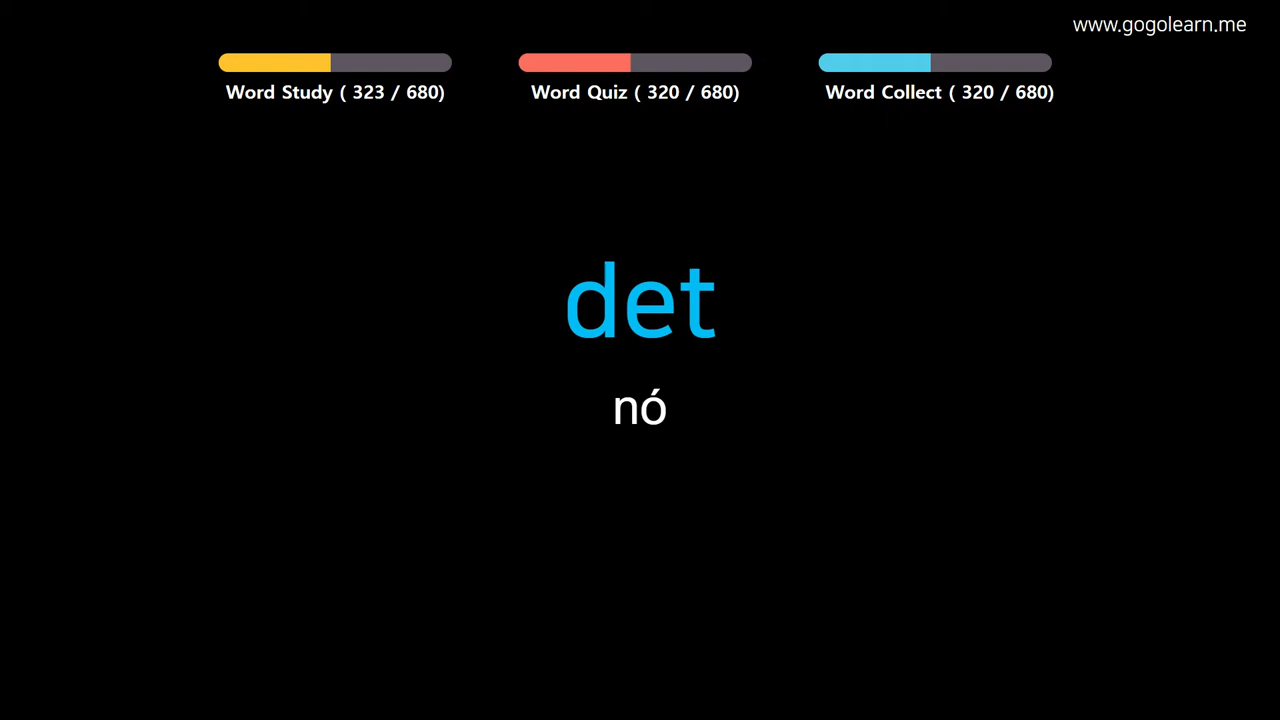 www.gogolearn.me
Word Study ( 323 / 680)
Word Quiz ( 320 / 680)
Word Collect ( 320 / 680)
det
nó